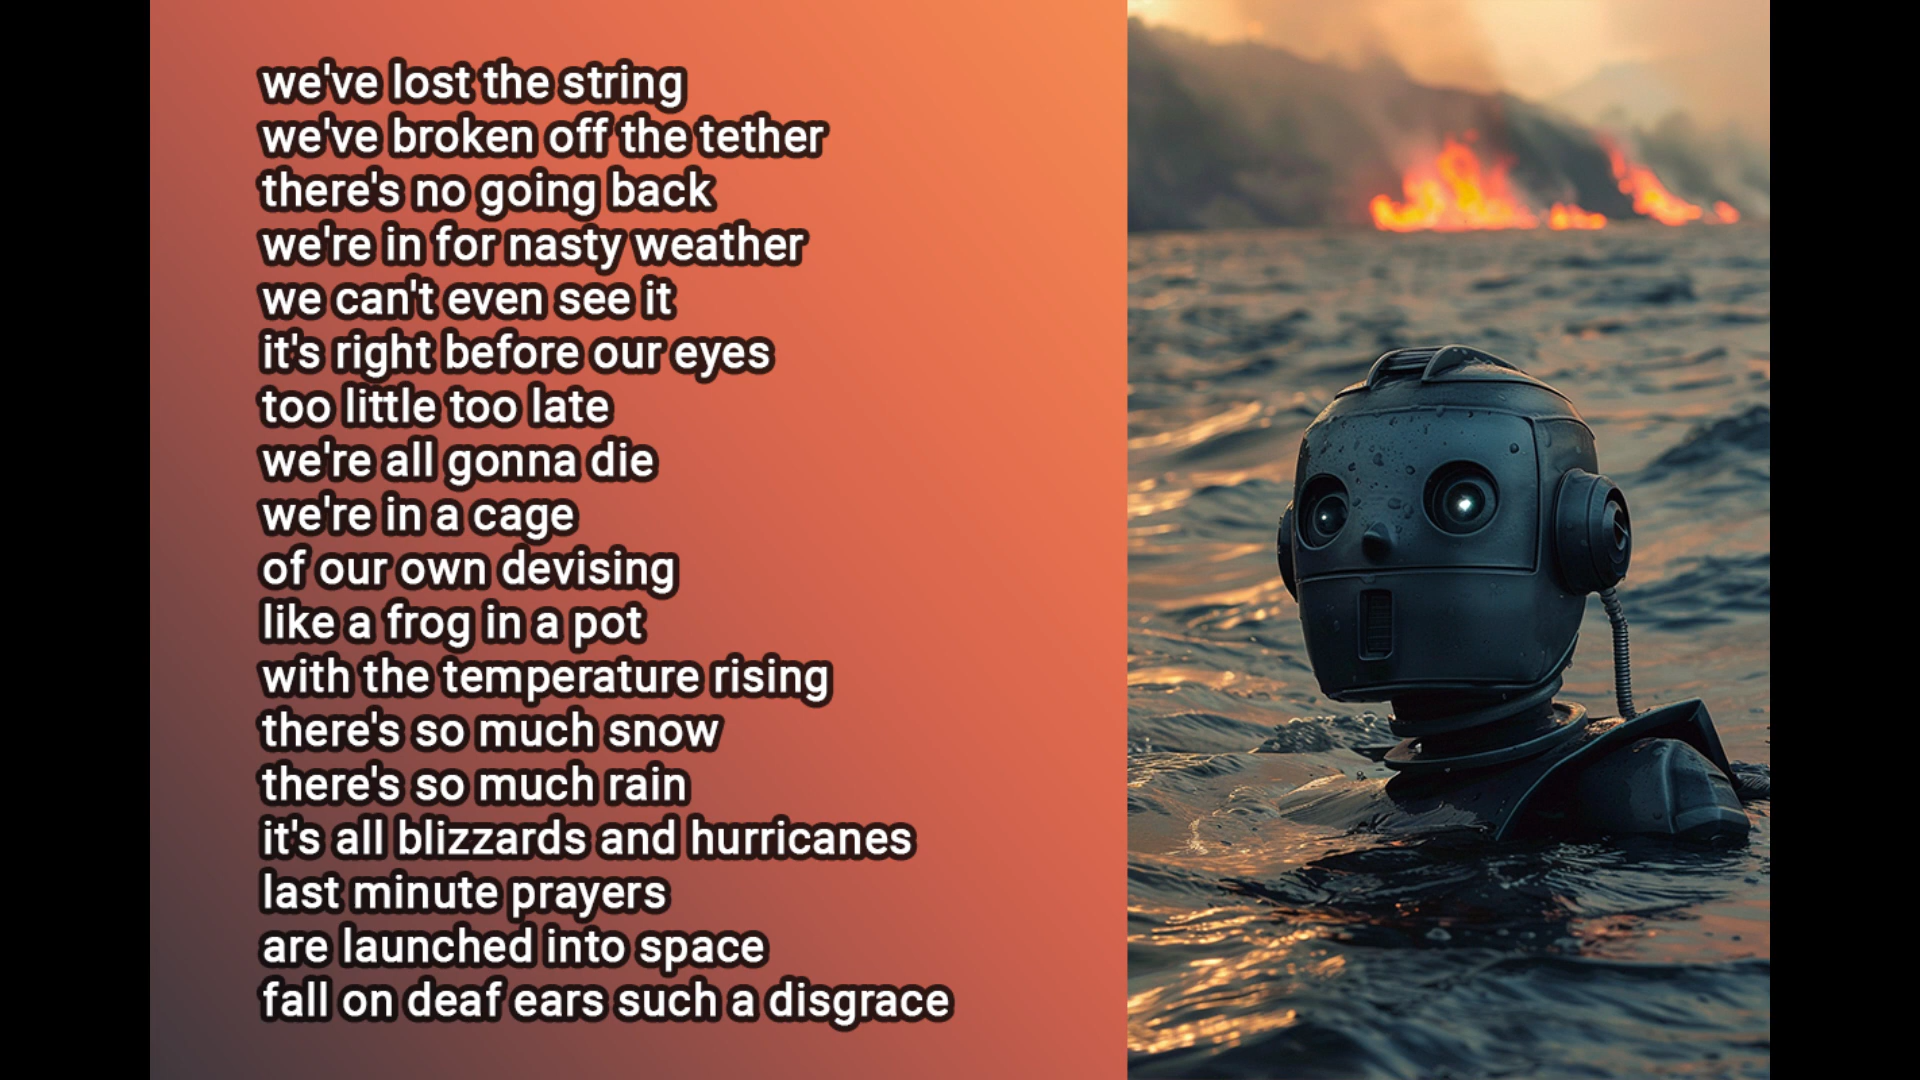 we've lost the string
we've broken off the tether
there's no going back
we're in for nasty weather
we can't even see it
it's right before our eyes
too little too late
we're all gonna die
we're in a cage
of our own devising
like a frog in a pot
with the temperature rising
there's so much snow
there's so much rain
it's all blizzards and hurricanes
last minute prayers
are launched into space
fall on deaf ears such a disgrace